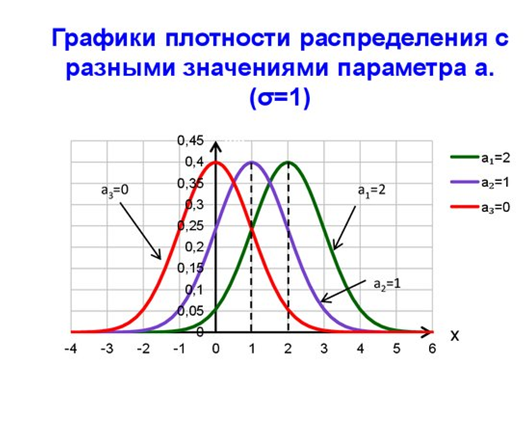 Графики плотности распределения с
разными значениями параметра а.
(σ=1)
0,45
0,4
0,35
0,3
0,25
0,2
0,15
0,1
0,05
0
-4 -3 -2 -1 0 1 2 3 4 5 6
x
a₃=0
a₁=2
a₂=1
a₁=2
a₂=1
a₃=0